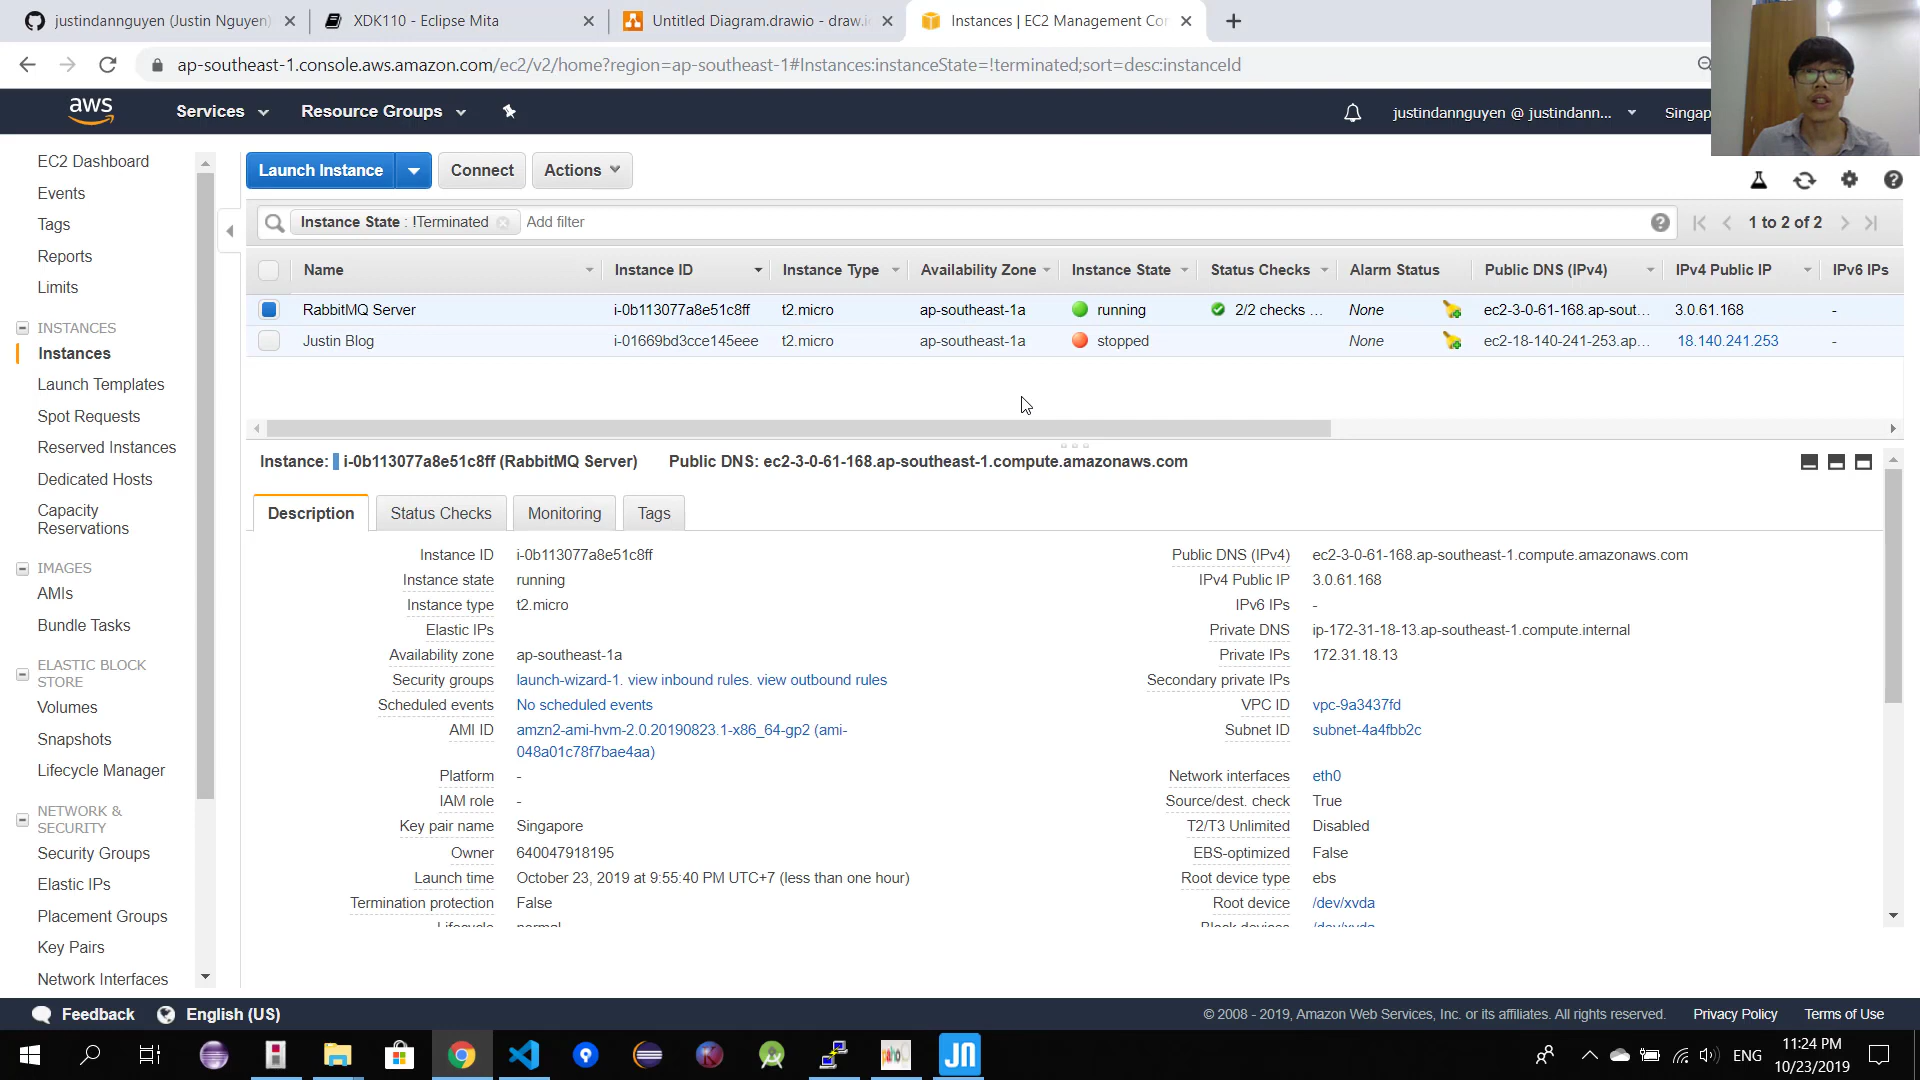 justindannguyen (Justin Nguyen)
XDK110 - Eclipse Mita
Untitled Diagram.drawio - draw.i
Instances | EC2 Management Co
ap-southeast-1.console.aws.amazon.com/ec2/v2/home?region=ap-southeast-1#Instances:instanceState=!terminated;sort=desc:instanceId
aws
Services
Resource Groups
justindannguyen @ justindann...
Singap
EC2 Dashboard
Events
Tags
Reports
Limits
INSTANCES
Instances
Launch Templates
Spot Requests
Reserved Instances
Dedicated Hosts
Capacity
Reservations
IMAGES
AMIs
Bundle Tasks
ELASTIC BLOCK
STORE
Volumes
Snapshots
Lifecycle Manager
NETWORK &
SECURITY
Security Groups
Elastic IPs
Placement Groups
Key Pairs
Network Interfaces
Launch Instance
Connect
Actions
Instance State : !Terminated
Add filter
1 to 2 of 2
Name Instance ID Instance Type Availability Zone Instance State Status Checks Alarm Status Public DNS (IPv4) IPv4 Public IP IPv6 IPs
RabbitMQ Server i-0b113077a8e51c8ff t2.micro ap-southeast-1a running 2/2 checks ... None ec2-3-0-61-168.ap-sout... 3.0.61.168 -
Justin Blog i-01669bd3cce145eee t2.micro ap-southeast-1a stopped None ec2-18-140-241-253.ap... 18.140.241.253 -
Instance: i-0b113077a8e51c8ff (RabbitMQ Server) Public DNS: ec2-3-0-61-168.ap-southeast-1.compute.amazonaws.com
Description
Status Checks
Monitoring
Tags
Instance ID i-0b113077a8e51c8ff
Instance state running
Instance type t2.micro
Elastic IPs
Availability zone ap-southeast-1a
Security groups launch-wizard-1. view inbound rules. view outbound rules
Scheduled events No scheduled events
AMI ID amzn2-ami-hvm-2.0.20190823.1-x86_64-gp2 (ami-
048a01c78f7bae4aa)
Platform -
IAM role -
Key pair name Singapore
Owner 640047918195
Launch time October 23, 2019 at 9:55:40 PM UTC+7 (less than one hour)
Termination protection False
Lifecycle normal
Public DNS (IPv4) ec2-3-0-61-168.ap-southeast-1.compute.amazonaws.com
IPv4 Public IP 3.0.61.168
IPv6 IPs -
Private DNS ip-172-31-18-13.ap-southeast-1.compute.internal
Private IPs 172.31.18.13
Secondary private IPs
VPC ID vpc-9a3437fd
Subnet ID subnet-4a4fbb2c
Network interfaces eth0
Source/dest. check True
T2/T3 Unlimited Disabled
EBS-optimized False
Root device type ebs
Root device /dev/xvda
Block devices /dev/xvda
Feedback
English (US)
© 2008 - 2019, Amazon Web Services, Inc. or its affiliates. All rights reserved.
Privacy Policy
Terms of Use
paho
JN
ENG
11:24 PM
10/23/2019